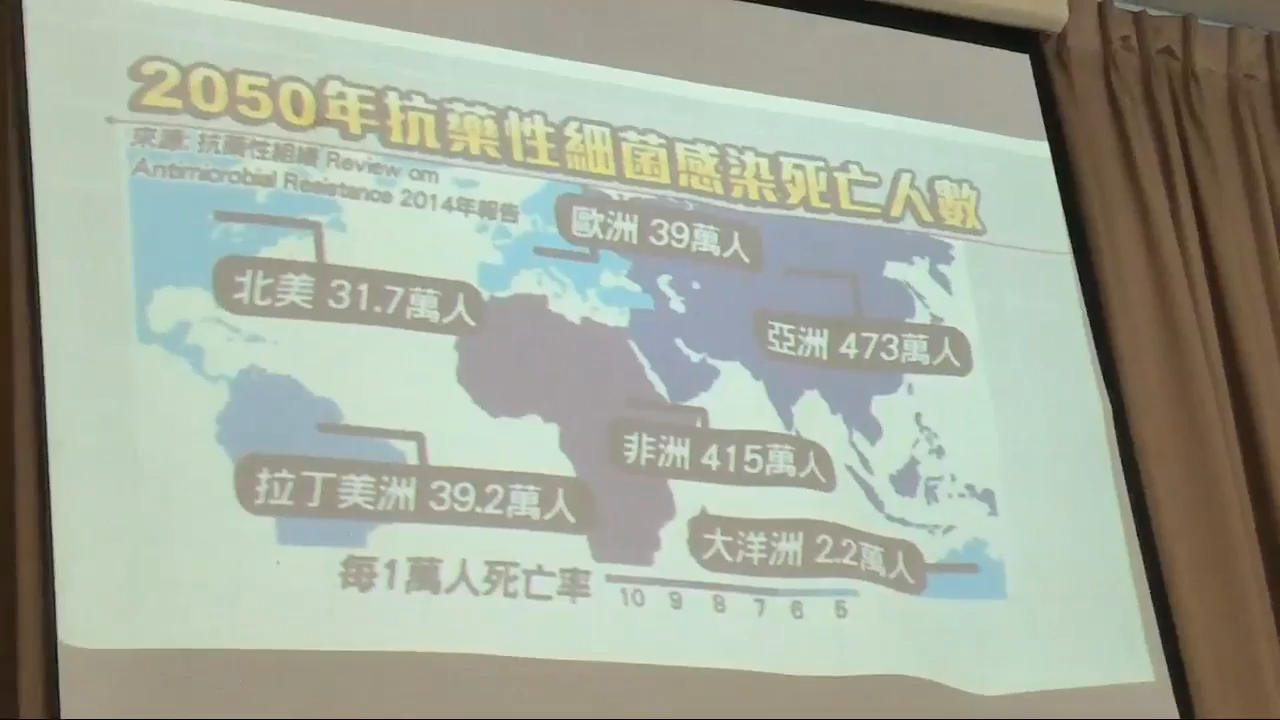 2050年抗藥性細菌感染死亡人數
來源: 抗藥性組織 Review on
Antimicrobial Resistance 2014年報告
歐洲 39萬人
北美 31.7萬人
亞洲 473萬人
非洲 415萬人
拉丁美洲 39.2萬人
大洋洲 2.2萬人
每1萬人死亡率
10 9 8 7 6 5